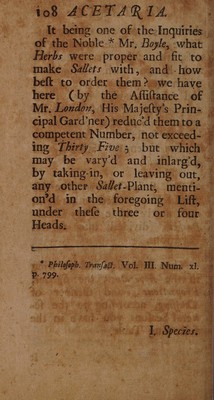 108 ACETARIA.
It being one of the Inquiries
of the Noble * Mr. Boyle, what
Herbs were proper and fit to
make Sallets with, and how
beſt to order them? we have
here (by the Aſſiſtance of
Mr. London, His Majeſty's Prin-
cipal Gard'ner) reduc'd them to a
competent Number, not exceed-
ing Thirty Five; but which
may be vary'd and inlarg'd,
by taking-in, or leaving out,
any other Sallet-Plant, menti-
on'd in the foregoing Liſt,
under theſe three or four
Heads.
* Philoſoph. Tranſact. Vol. III. Num. xl.
p. 799.
I. Species.